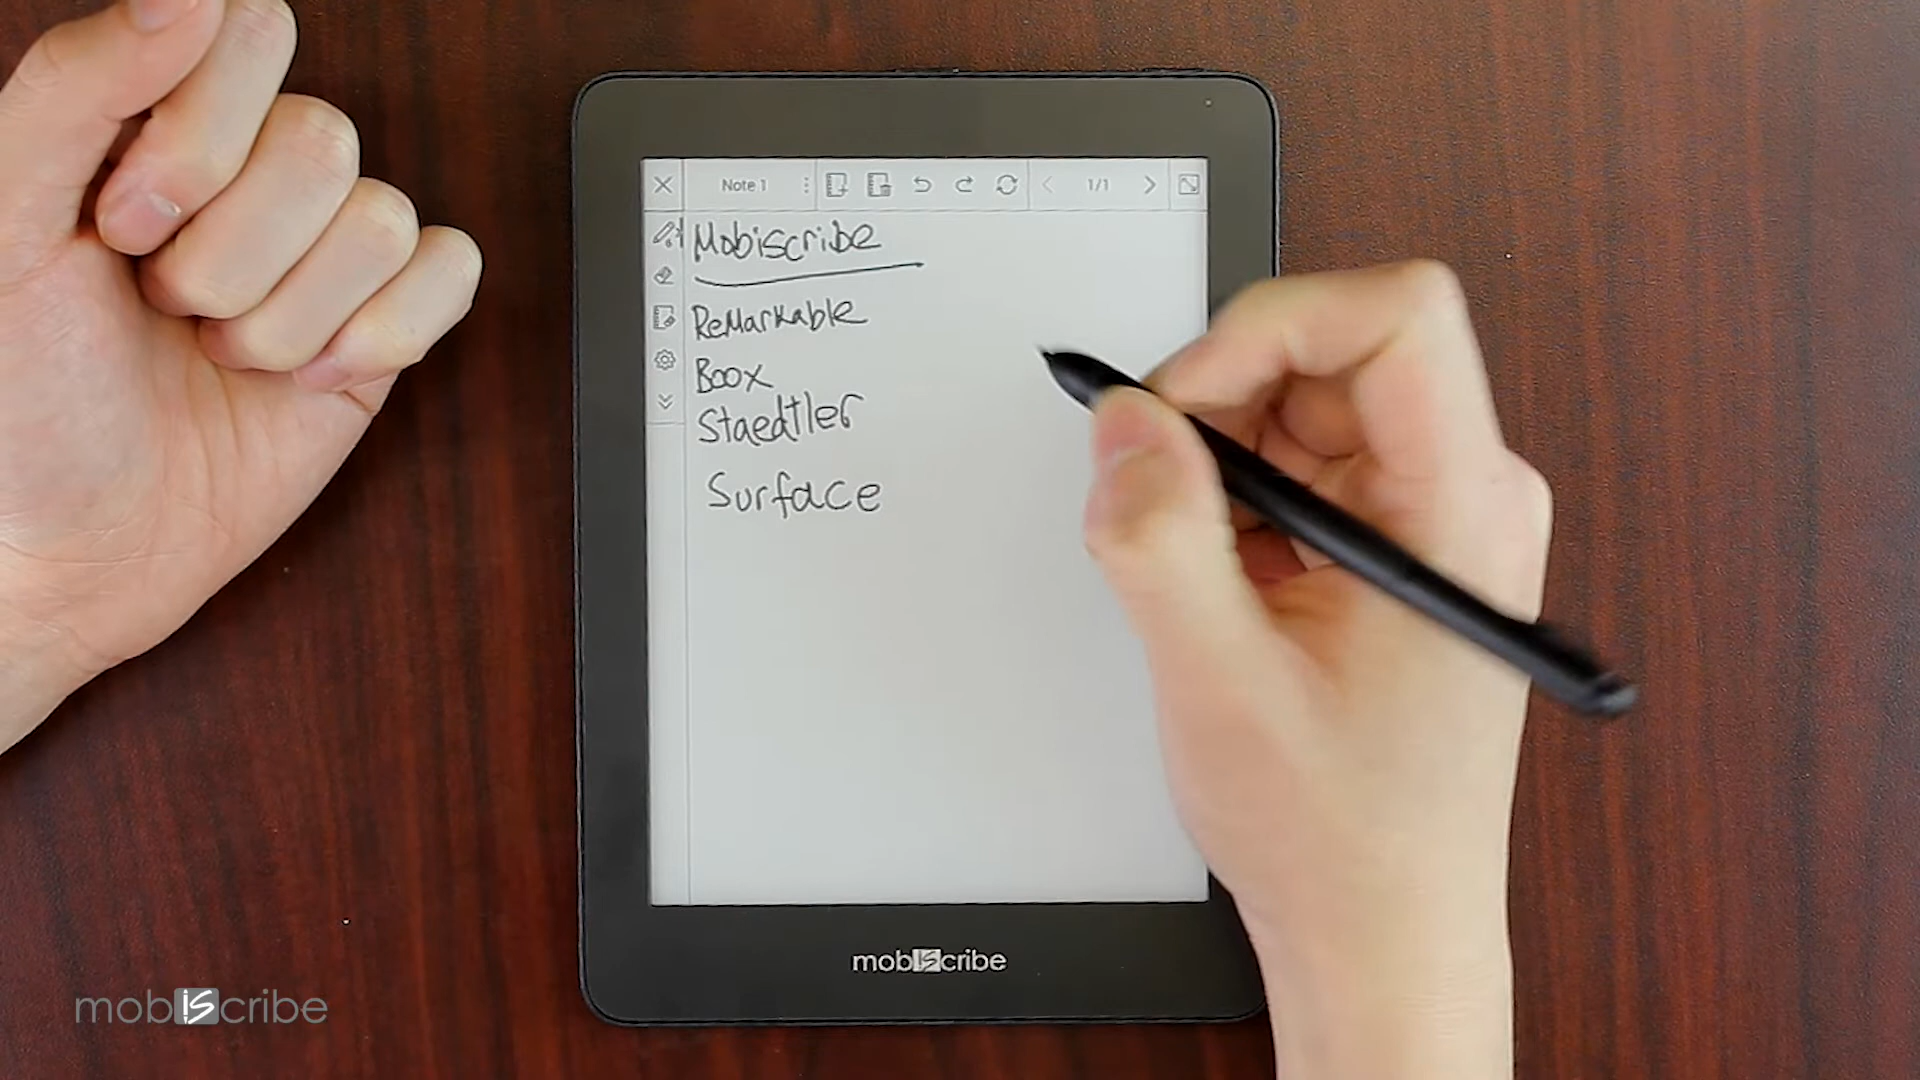 Note 1
1/1
Mobiscribe
ReMarkable
Boox
Staedtler
Surface
mobiscribe
mobiscribe